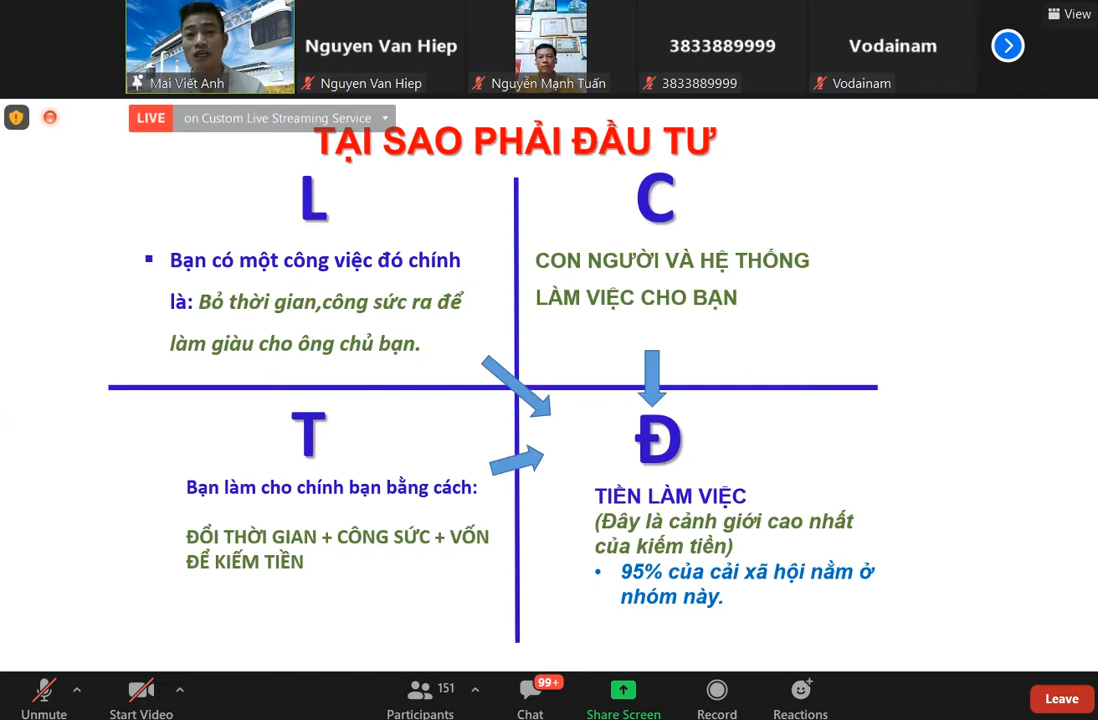 View
Nguyen Van Hiep
3833889999
Vodainam
Mai Viết Anh
Nguyen Van Hiep
Nguyễn Mạnh Tuấn
3833889999
Vodainam
LIVE on Custom Live Streaming Service
TẠI SAO PHẢI ĐẦU TƯ
L
Bạn có một công việc đó chính
là: Bỏ thời gian,công sức ra để
làm giàu cho ông chủ bạn.
C
CON NGƯỜI VÀ HỆ THỐNG
LÀM VIỆC CHO BẠN
T
Bạn làm cho chính bạn bằng cách:
ĐỔI THỜI GIAN + CÔNG SỨC + VỐN
ĐỂ KIẾM TIỀN
Đ
TIỀN LÀM VIỆC
(Đây là cảnh giới cao nhất
của kiếm tiền)
• 95% của cải xã hội nằm ở
nhóm này.
Unmute
Start Video
151
Participants
99+
Chat
Share Screen
Record
Reactions
Leave